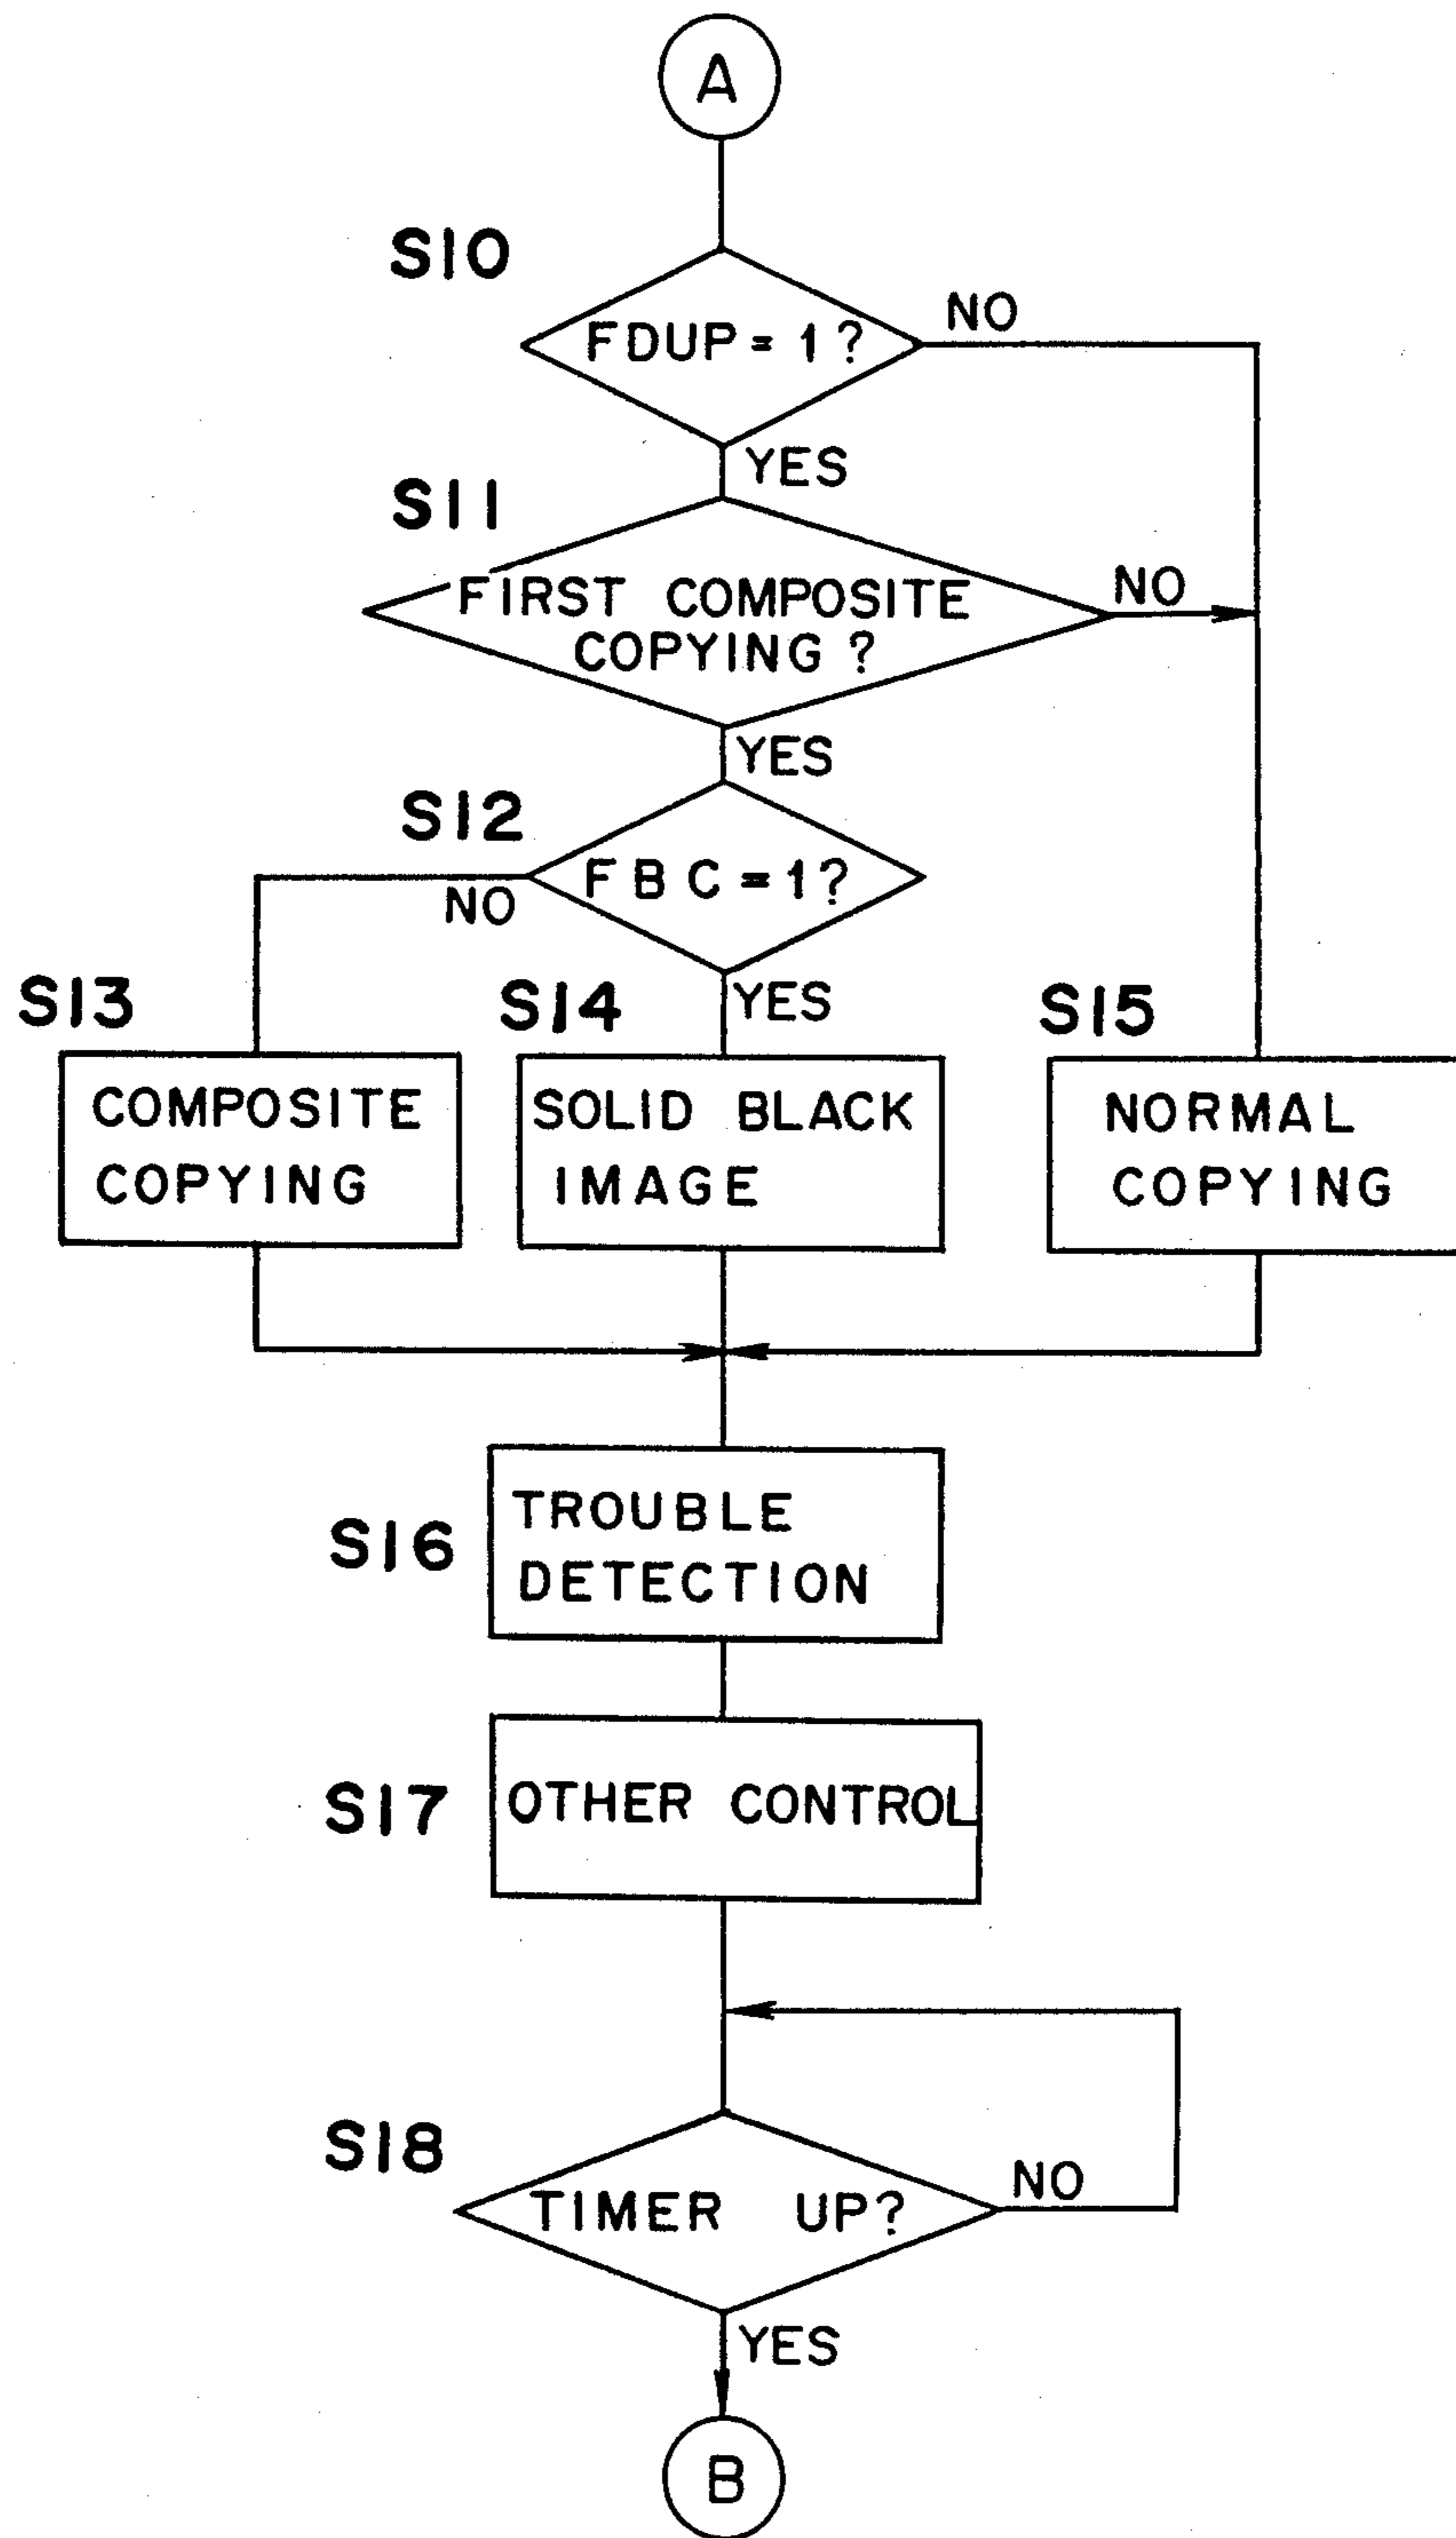 A
S10
FDUP = 1 ?
NO
YES
S11
FIRST COMPOSITE
COPYING ?
NO
YES
S12
FBC = 1 ?
NO
YES
S13
COMPOSITE
COPYING
S14
SOLID BLACK
IMAGE
S15
NORMAL
COPYING
S16
TROUBLE
DETECTION
S17
OTHER CONTROL
S18
TIMER UP?
NO
YES
B